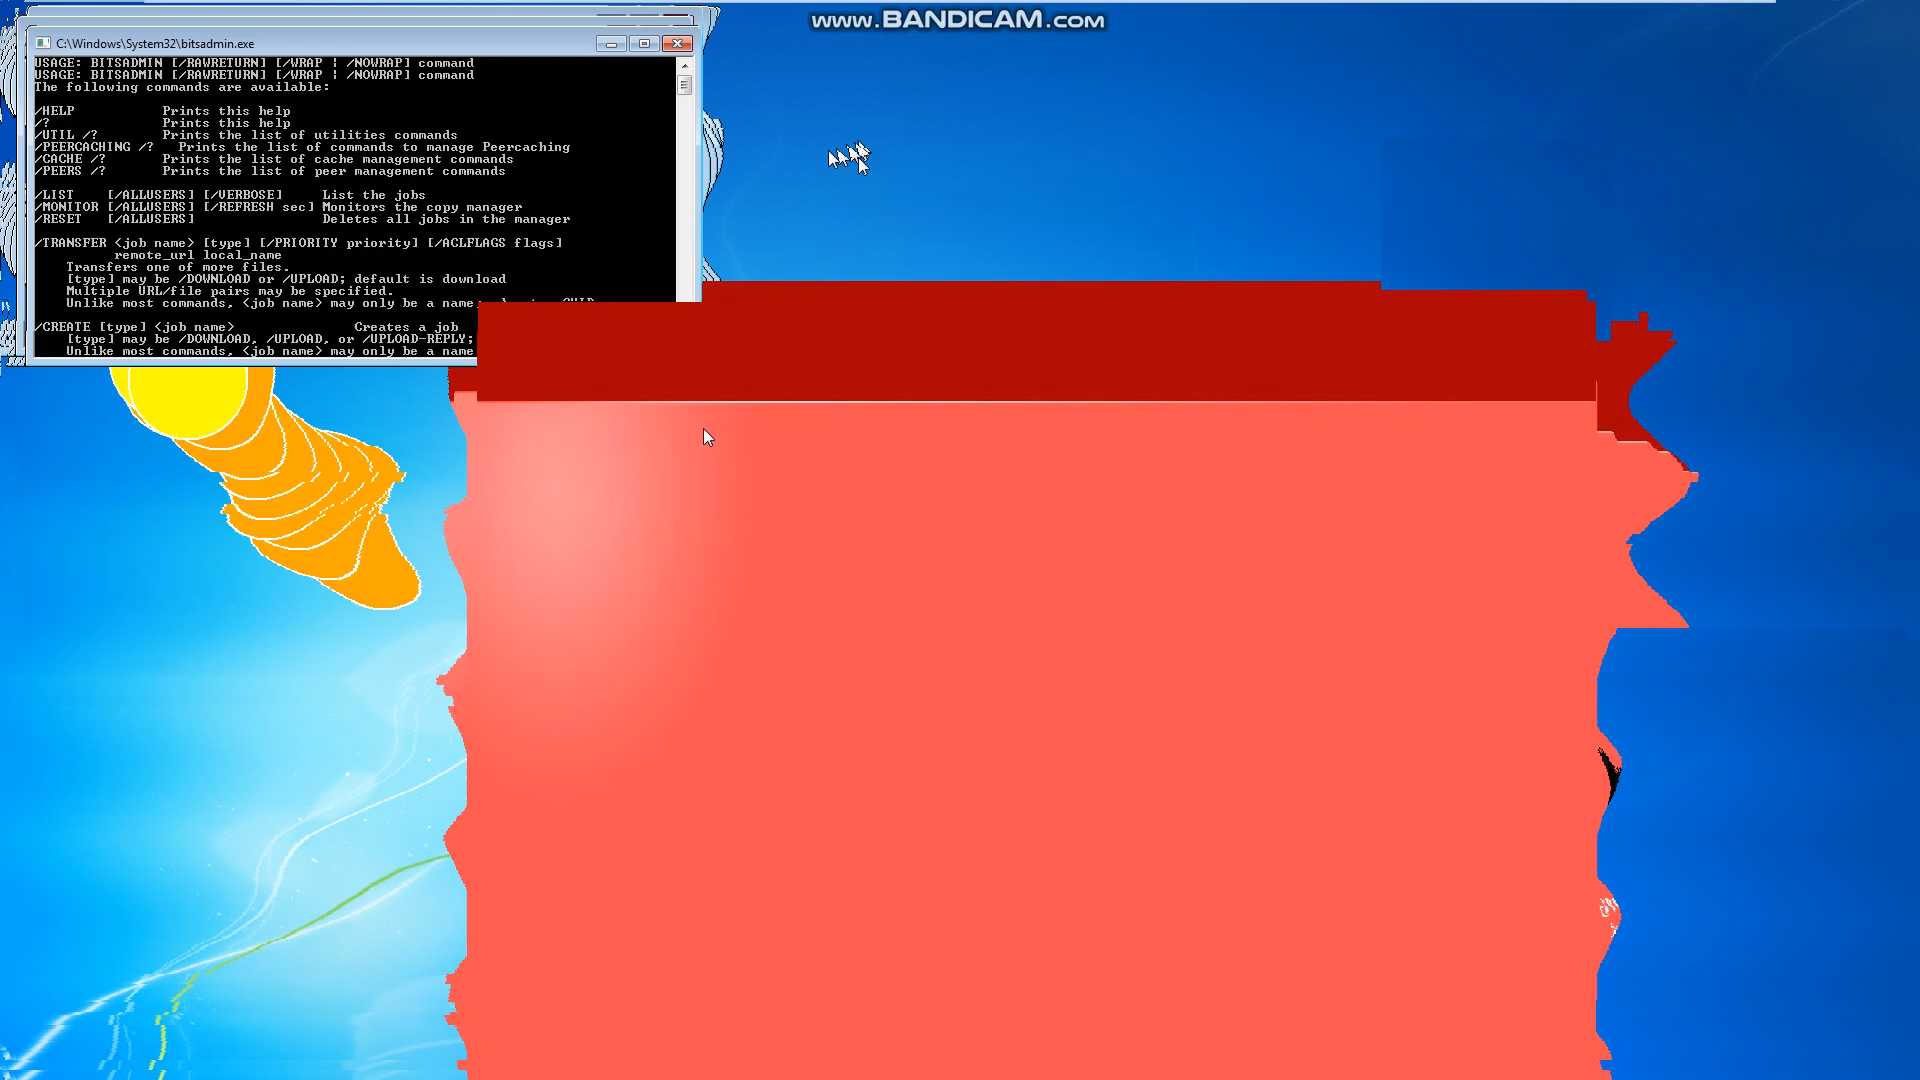 www.BANDICAM.com
C:\Windows\System32\bitsadmin.exe
USAGE: BITSADMIN [/RAWRETURN] [/WRAP | /NOWRAP] command
USAGE: BITSADMIN [/RAWRETURN] [/WRAP | /NOWRAP] command
The following commands are available:
/HELP Prints this help
/? Prints this help
/UTIL /? Prints the list of utilities commands
/PEERCACHING /? Prints the list of commands to manage Peercaching
/CACHE /? Prints the list of cache management commands
/PEERS /? Prints the list of peer management commands
/LIST [/ALLUSERS] [/VERBOSE] List the jobs
/MONITOR [/ALLUSERS] [/REFRESH sec] Monitors the copy manager
/RESET [/ALLUSERS] Deletes all jobs in the manager
/TRANSFER <job name> [type] [/PRIORITY priority] [/ACLFLAGS flags]
remote_url local_name
Transfers one of more files.
[type] may be /DOWNLOAD or /UPLOAD; default is download
Multiple URL/file pairs may be specified.
Unlike most commands, <job name> may only be a name
/CREATE [type] <job name> Creates a job
[type] may be /DOWNLOAD, /UPLOAD, or /UPLOAD-REPLY;
Unlike most commands, <job name> may only be a name